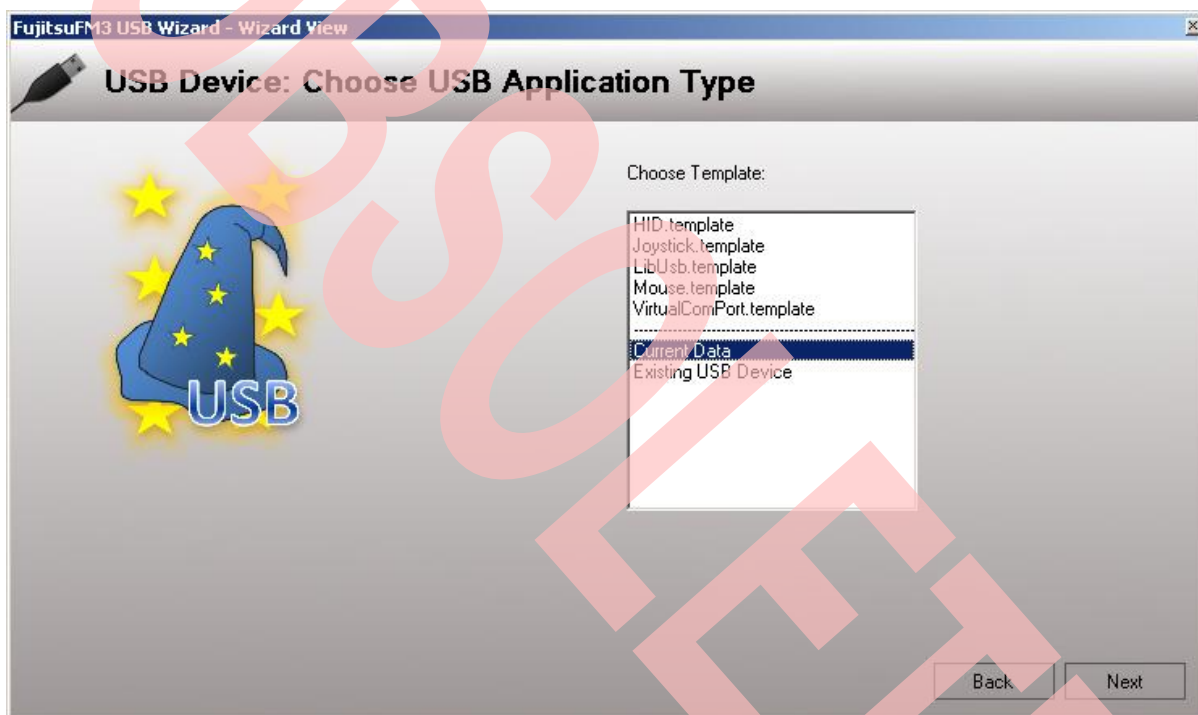 FujitsuFM3 USB Wizard - Wizard View
USB Device: Choose USB Application Type
Choose Template:
HID.template
Joystick.template
LibUsb.template
Mouse.template
VirtualComPort.template
Current Data
Existing USB Device
USB
Back
Next